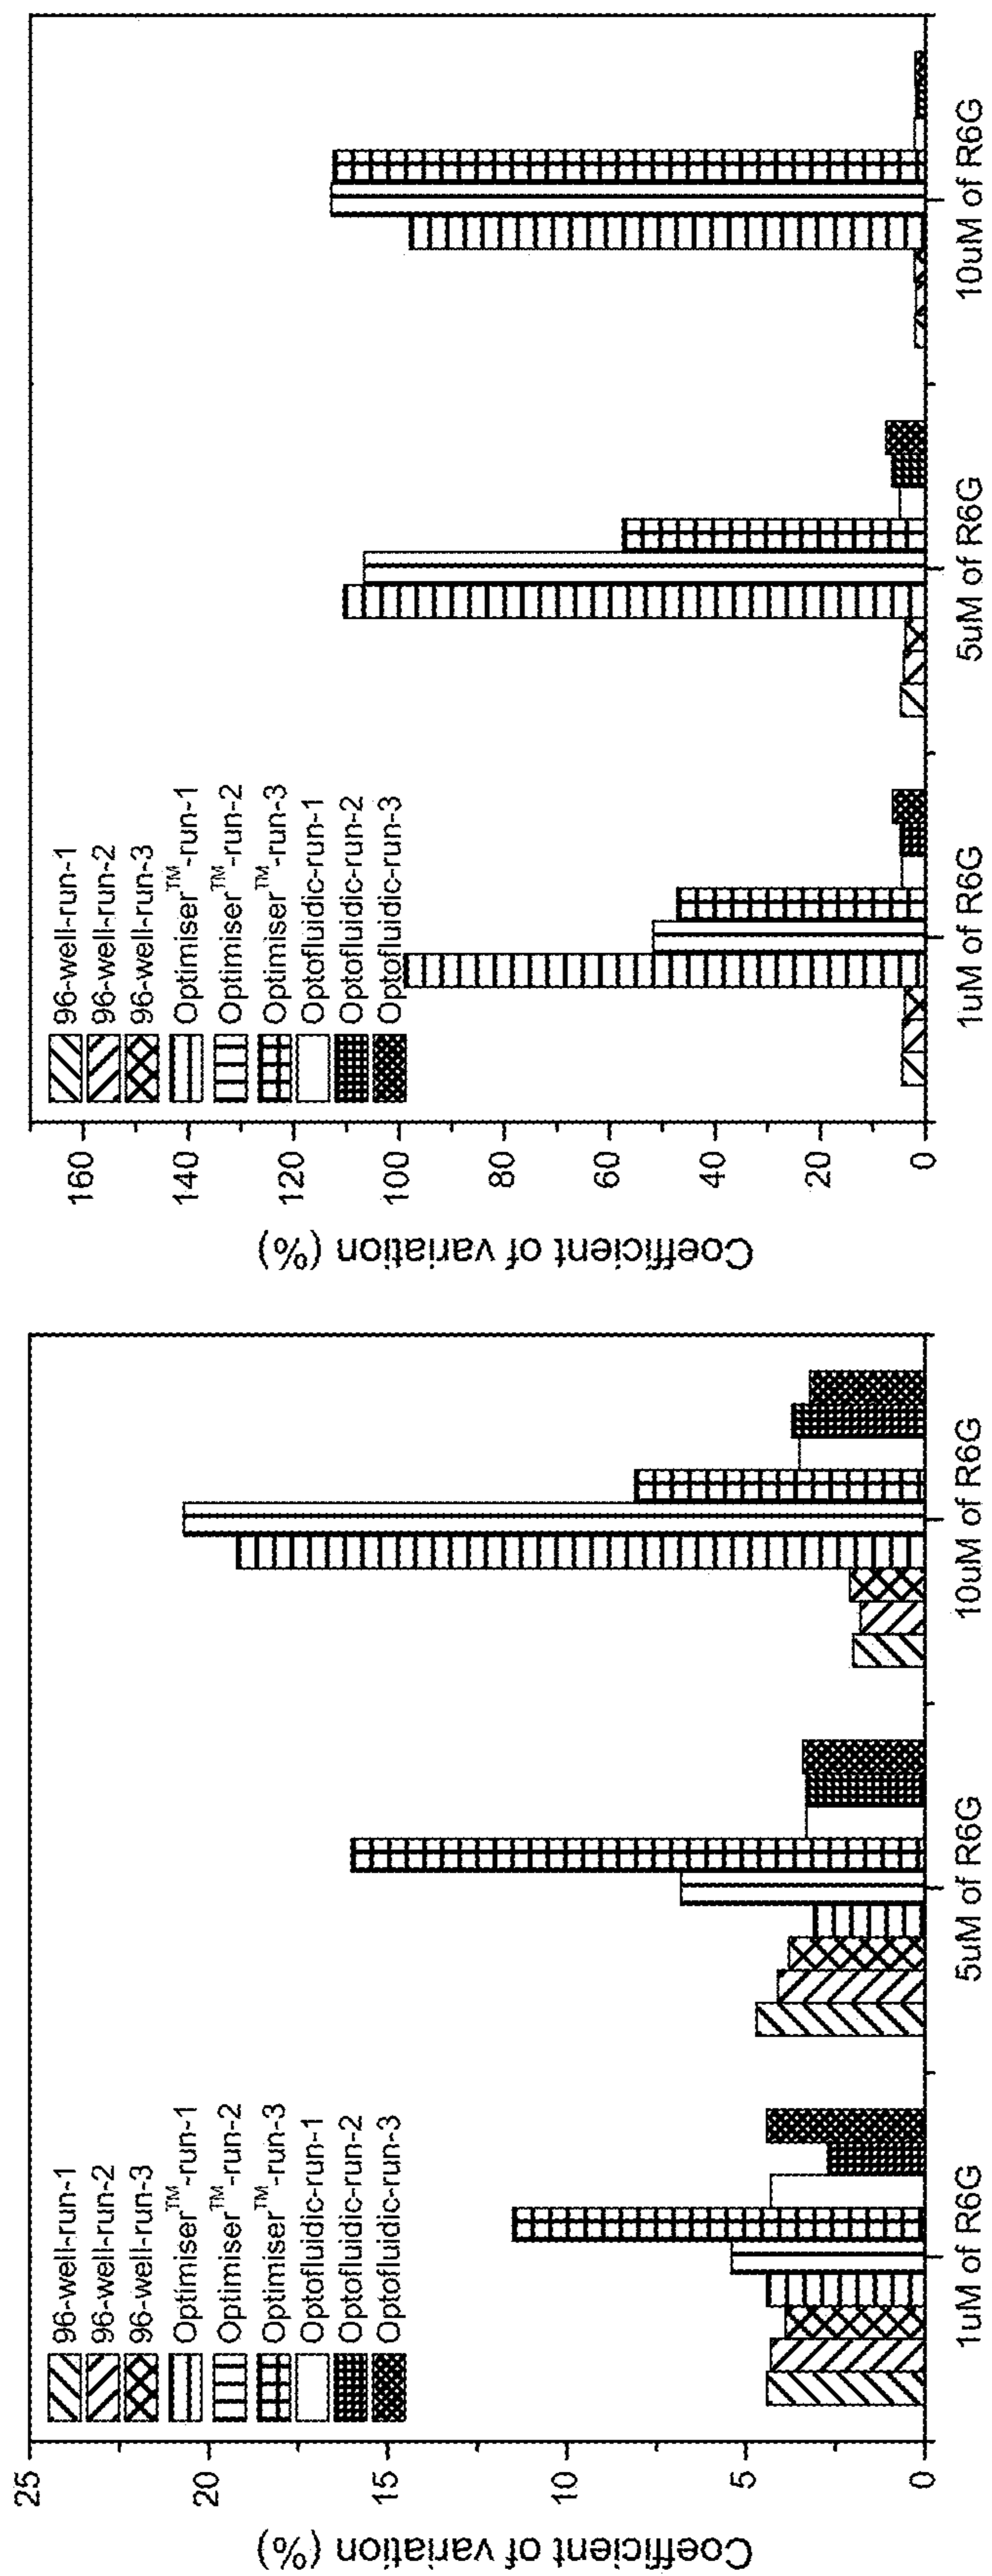 Coefficient of variation (%)
25
20
15
10
5
0
96-well-run-1
96-well-run-2
96-well-run-3
Optimiser™-run-1
Optimiser™-run-2
Optimiser™-run-3
Optofluidic-run-1
Optofluidic-run-2
Optofluidic-run-3
1uM of R6G
5uM of R6G
10uM of R6G
Coefficient of variation (%)
160
140
120
100
80
60
40
20
0
96-well-run-1
96-well-run-2
96-well-run-3
Optimiser™-run-1
Optimiser™-run-2
Optimiser™-run-3
Optofluidic-run-1
Optofluidic-run-2
Optofluidic-run-3
1uM of R6G
5uM of R6G
10uM of R6G